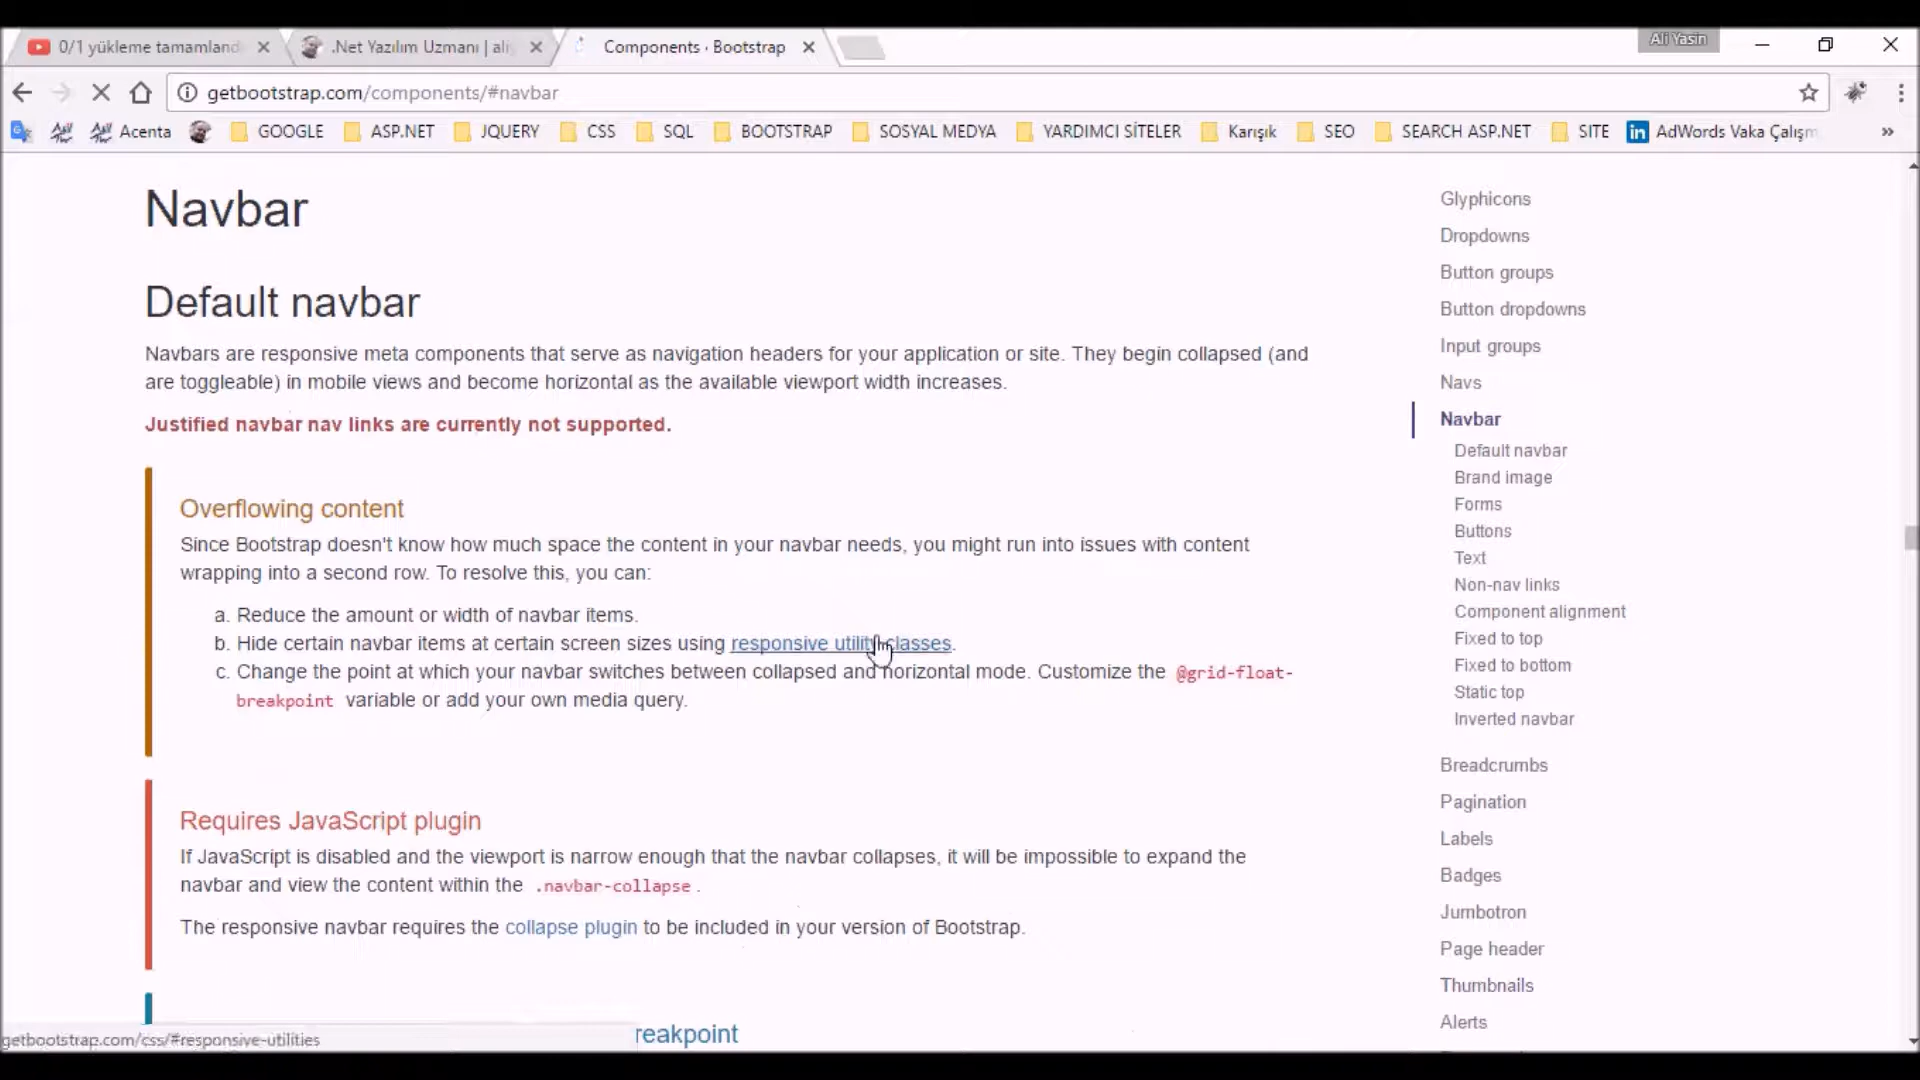 0/1 yükleme tamamland
.Net Yazılım Uzmanı | ali
Components · Bootstrap
Ali Yasin
getbootstrap.com/components/#navbar
Acenta
GOOGLE
ASP.NET
JQUERY
CSS
SQL
BOOTSTRAP
SOSYAL MEDYA
YARDIMCI SİTELER
Karışık
SEO
SEARCH ASP.NET
SITE
in
AdWords Vaka Çalışm
»
Navbar
Default navbar
Navbars are responsive meta components that serve as navigation headers for your application or site. They begin collapsed (and
are toggleable) in mobile views and become horizontal as the available viewport width increases.
Justified navbar nav links are currently not supported.
Overflowing content
Since Bootstrap doesn't know how much space the content in your navbar needs, you might run into issues with content
wrapping into a second row. To resolve this, you can:
a. Reduce the amount or width of navbar items.
b. Hide certain navbar items at certain screen sizes using responsive utility classes.
c. Change the point at which your navbar switches between collapsed and horizontal mode. Customize the @grid-float-
breakpoint variable or add your own media query.
Requires JavaScript plugin
If JavaScript is disabled and the viewport is narrow enough that the navbar collapses, it will be impossible to expand the
navbar and view the content within the .navbar-collapse.
The responsive navbar requires the collapse plugin to be included in your version of Bootstrap.
reakpoint
getbootstrap.com/css/#responsive-utilities
Glyphicons
Dropdowns
Button groups
Button dropdowns
Input groups
Navs
Navbar
Default navbar
Brand image
Forms
Buttons
Text
Non-nav links
Component alignment
Fixed to top
Fixed to bottom
Static top
Inverted navbar
Breadcrumbs
Pagination
Labels
Badges
Jumbotron
Page header
Thumbnails
Alerts